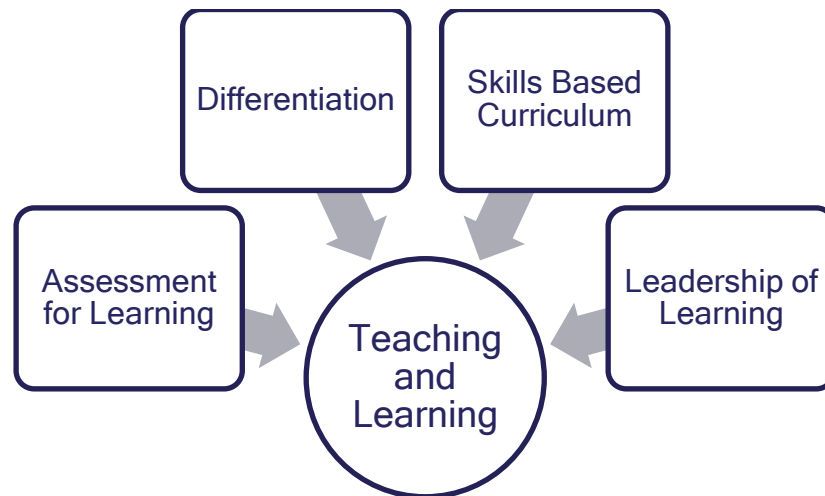 Differentiation
Skills Based
Curriculum
Assessment
for Learning
Leadership of
Learning
Teaching
and
Learning